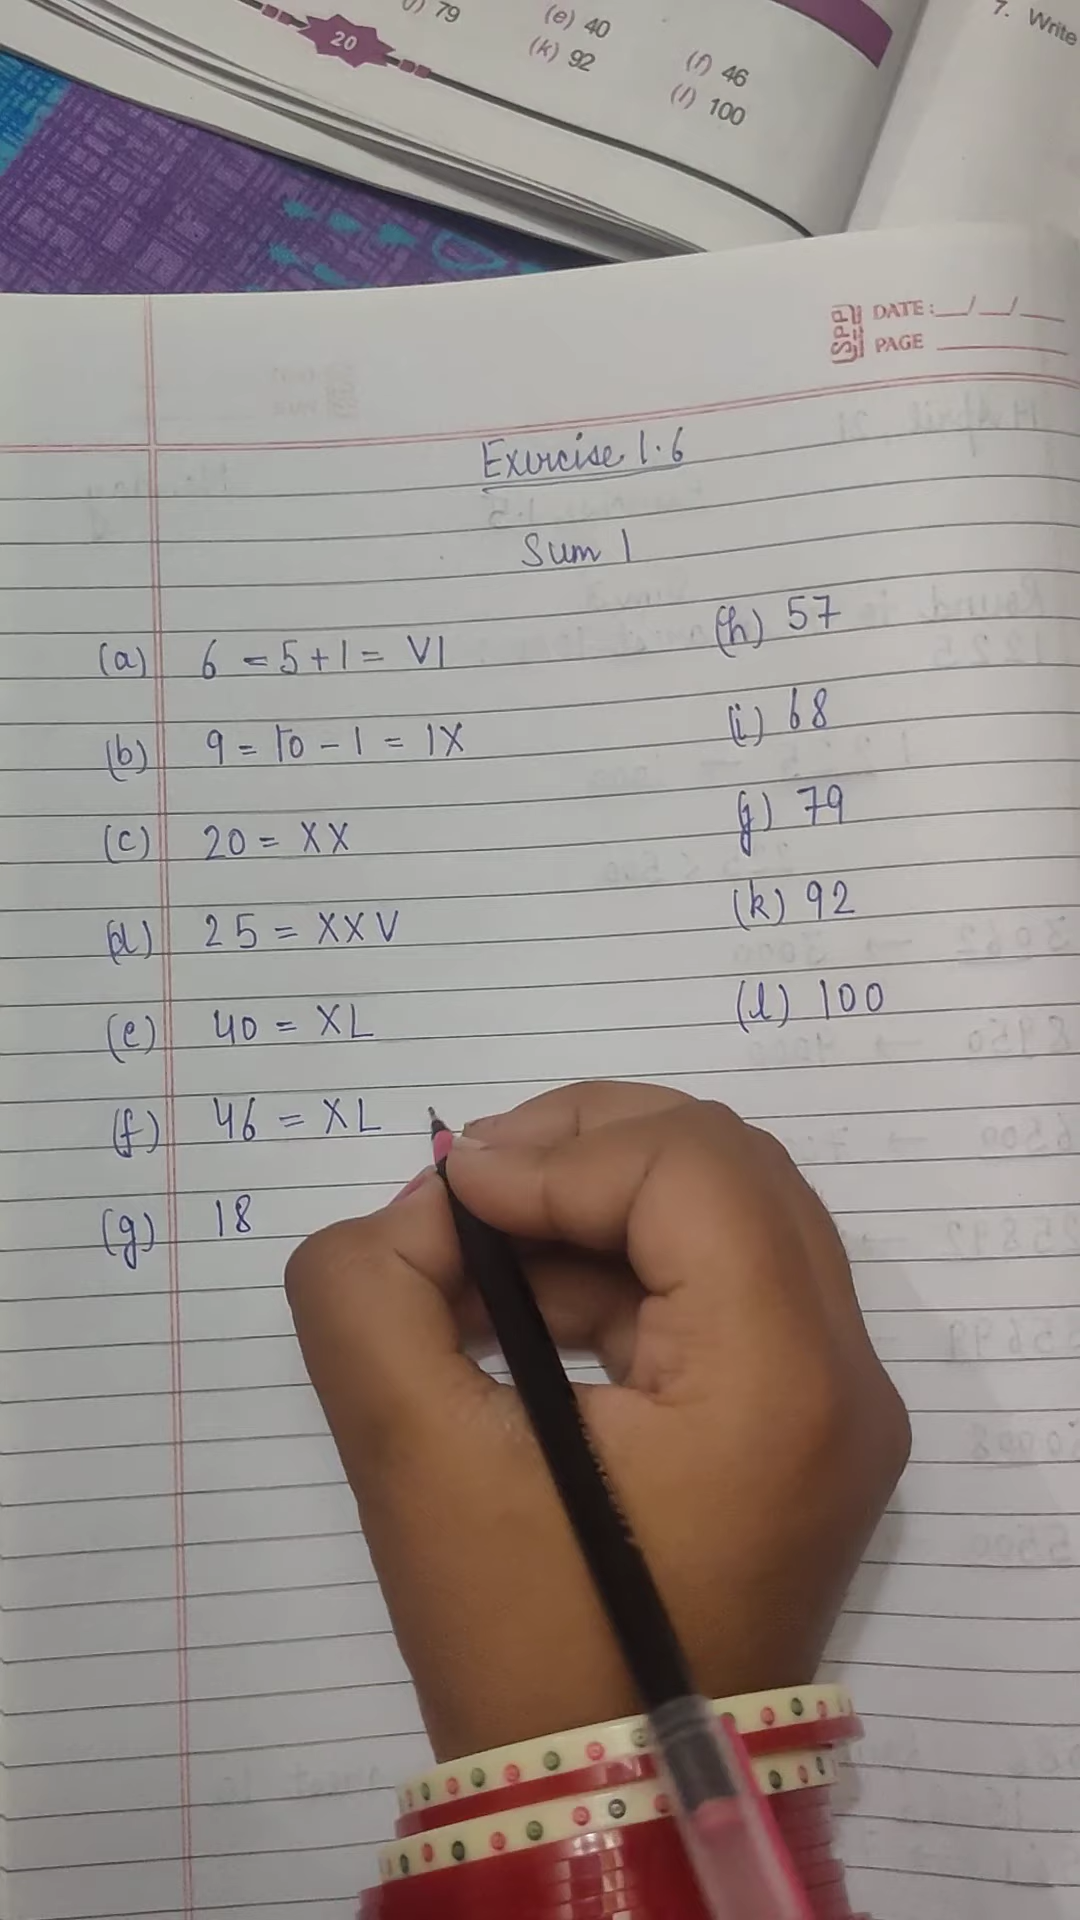 79
(e) 40
(f) 46
(k) 92
(l) 100
20
7. Write
SPP
DATE: _/_/_
PAGE
Exercise 1.6
Sum 1
(a) 6 = 5+1 = VI
(b) 9 = 10 - 1 = IX
(c) 20 = XX
(d) 25 = XXV
(e) 40 = XL
(f) 46 = XL
(g) 18
(h) 57
(i) 68
(j) 79
(k) 92
(l) 100